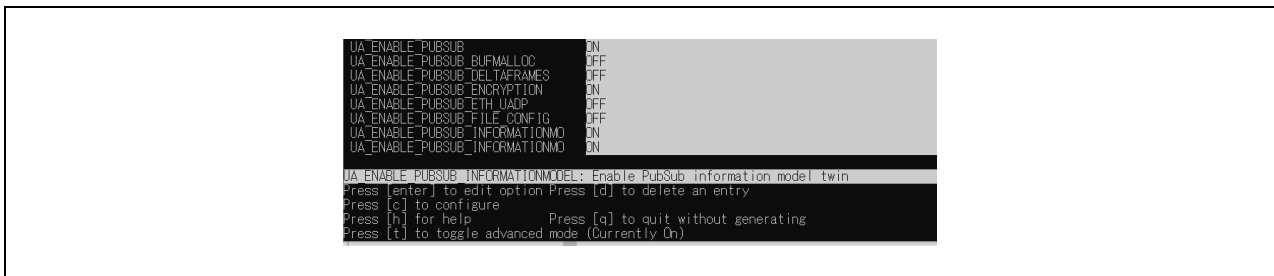 UA_ENABLE_PUBSUB ON
UA_ENABLE_PUBSUB_BUFMALLOC OFF
UA_ENABLE_PUBSUB_DELTAFRAMES OFF
UA_ENABLE_PUBSUB_ENCRYPTION ON
UA_ENABLE_PUBSUB_ETH_UADP OFF
UA_ENABLE_PUBSUB_FILE_CONFIG OFF
UA_ENABLE_PUBSUB_INFORMATIONMO ON
UA_ENABLE_PUBSUB_INFORMATIONMO ON
UA_ENABLE_PUBSUB_INFORMATIONMODEL: Enable PubSub information model twin
Press [enter] to edit option Press [d] to delete an entry
Press [c] to configure
Press [h] for help Press [q] to quit without generating
Press [t] to toggle advanced mode (Currently On)